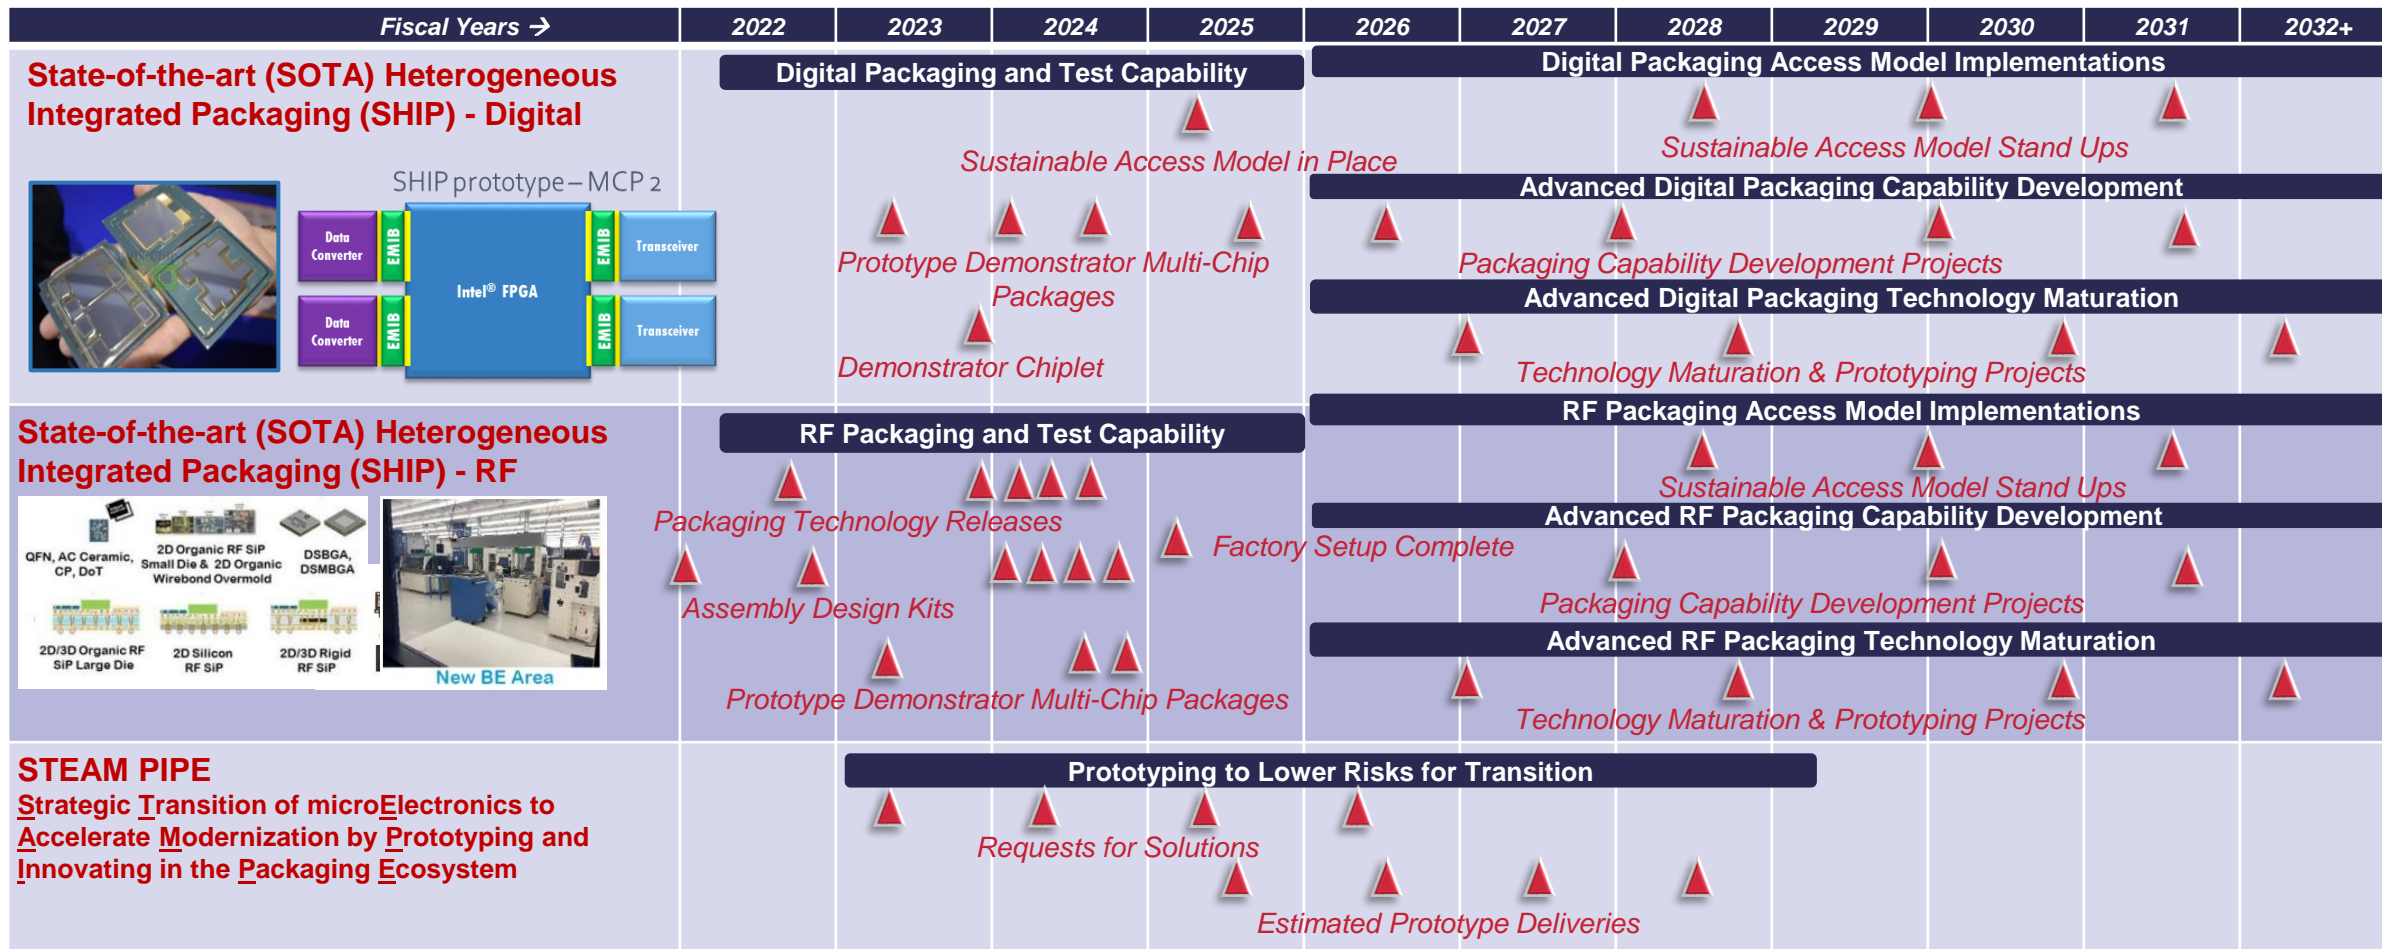 Fiscal Years → 2022 2023 2024 2025 2026 2027 2028 2029 2030 2031 2032+
State-of-the-art (SOTA) Heterogeneous
Integrated Packaging (SHIP) - Digital
SHIP prototype – MCP 2
Data
Converter
EMIB
Intel® FPGA
EMIB
Transceiver
Data
Converter
EMIB
EMIB
Transceiver
Digital Packaging and Test Capability
Sustainable Access Model in Place
Prototype Demonstrator Multi-Chip
Packages
Demonstrator Chiplet
Digital Packaging Access Model Implementations
Sustainable Access Model Stand Ups
Advanced Digital Packaging Capability Development
Packaging Capability Development Projects
Advanced Digital Packaging Technology Maturation
Technology Maturation & Prototyping Projects
State-of-the-art (SOTA) Heterogeneous
Integrated Packaging (SHIP) - RF
QFN, AC Ceramic,
CP, DoT
2D Organic RF SiP
Small Die & 2D Organic
Wirebond Overmold
DSBGA,
DSMBGA
2D/3D Organic RF
SiP Large Die
2D Silicon
RF SiP
2D/3D Rigid
RF SiP
New BE Area
RF Packaging and Test Capability
Packaging Technology Releases
Factory Setup Complete
Assembly Design Kits
Prototype Demonstrator Multi-Chip Packages
RF Packaging Access Model Implementations
Sustainable Access Model Stand Ups
Advanced RF Packaging Capability Development
Packaging Capability Development Projects
Advanced RF Packaging Technology Maturation
Technology Maturation & Prototyping Projects
STEAM PIPE
Strategic Transition of microElectronics to
Accelerate Modernization by Prototyping and
Innovating in the Packaging Ecosystem
Prototyping to Lower Risks for Transition
Requests for Solutions
Estimated Prototype Deliveries